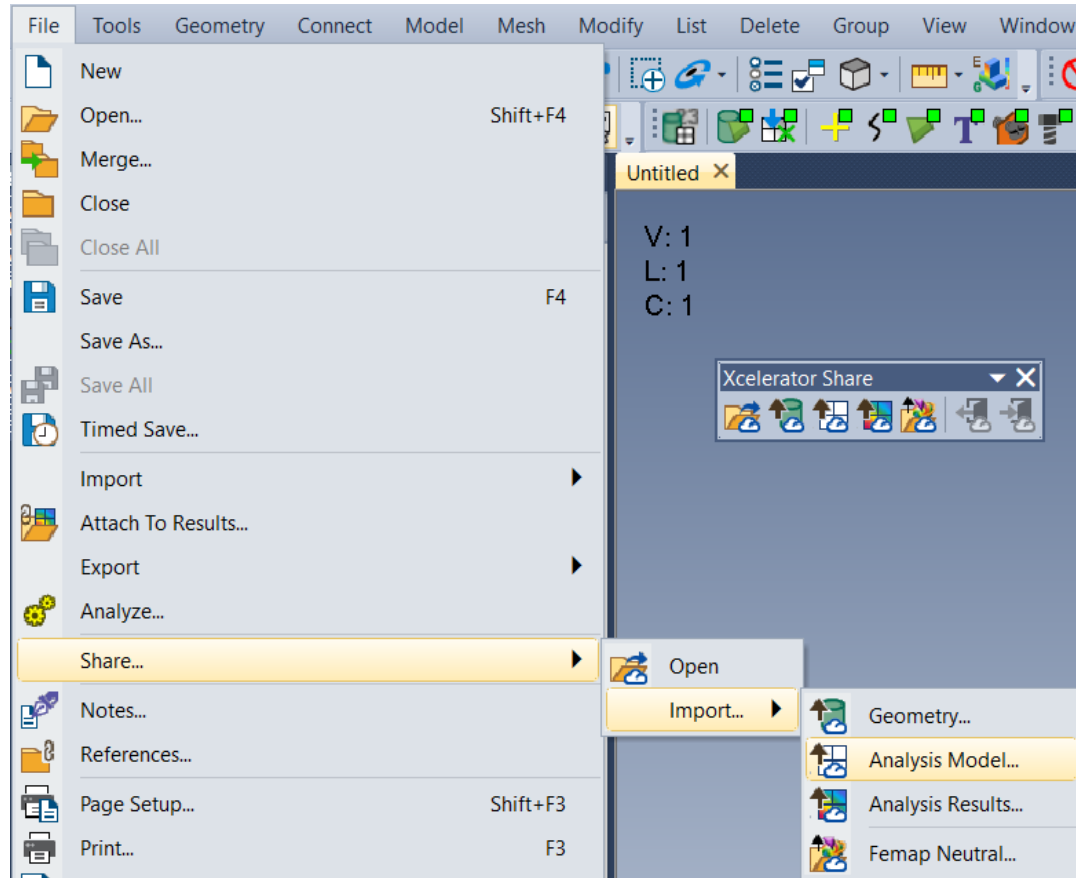 File Tools Geometry Connect Model Mesh Modify List Delete Group View Window
New
Open... Shift+F4
Merge...
Close
Close All
Save F4
Save As...
Save All
Timed Save...
Import
Attach To Results...
Export
Analyze...
Share...
Notes...
References...
Page Setup... Shift+F3
Print... F3
Untitled
V: 1
L: 1
C: 1
Xcelerator Share
Open
Import...
Geometry...
Analysis Model...
Analysis Results...
Femap Neutral...